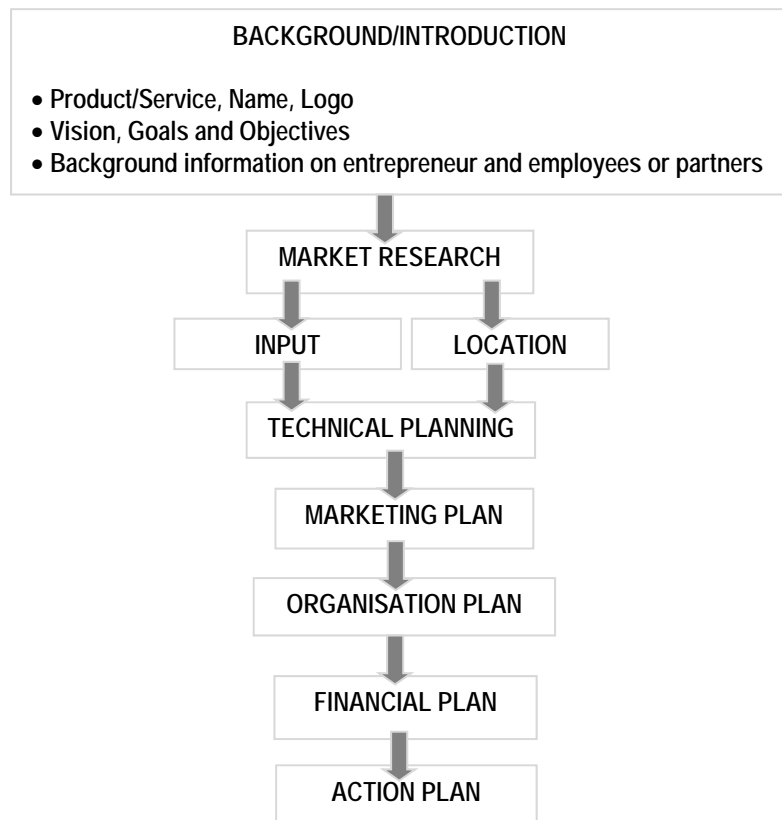 BACKGROUND/INTRODUCTION
• Product/Service, Name, Logo
• Vision, Goals and Objectives
• Background information on entrepreneur and employees or partners
MARKET RESEARCH
INPUT
LOCATION
TECHNICAL PLANNING
MARKETING PLAN
ORGANISATION PLAN
FINANCIAL PLAN
ACTION PLAN